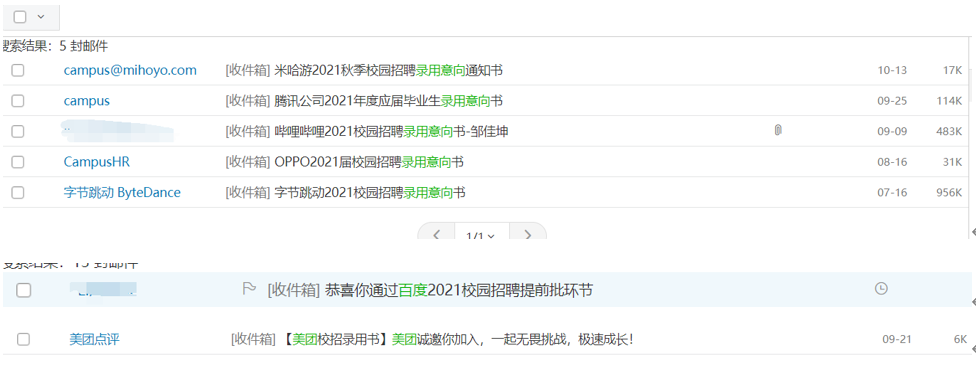 搜索结果：5 封邮件
campus@mihoyo.com [收件箱] 米哈游2021秋季校园招聘录用意向通知书 10-13 17K
campus [收件箱] 腾讯公司2021年度应届毕业生录用意向书 09-25 114K
[收件箱] 哔哩哔哩2021校园招聘录用意向书-邹佳坤 09-09 483K
CampusHR [收件箱] OPPO2021届校园招聘录用意向书 08-16 31K
字节跳动 ByteDance [收件箱] 字节跳动2021校园招聘录用意向书 07-16 956K
1/1
搜索结果：13 封邮件
[收件箱] 恭喜你通过百度2021校园招聘提前批环节
美团点评 [收件箱] 【美团校招录用书】美团诚邀你加入，一起无畏挑战，极速成长！ 09-21 6K